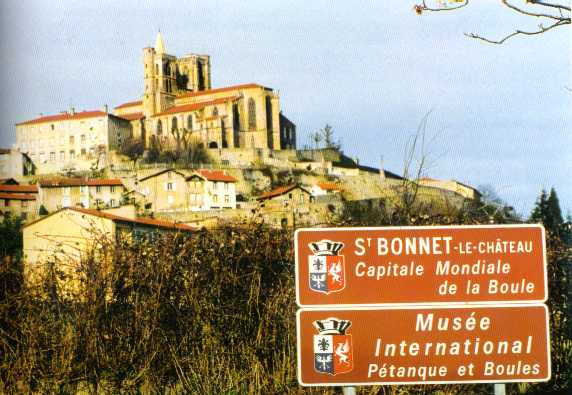 ST BONNET-LE-CHÂTEAU
Capitale Mondiale
de la Boule
Musée
International
Pétanque et Boules